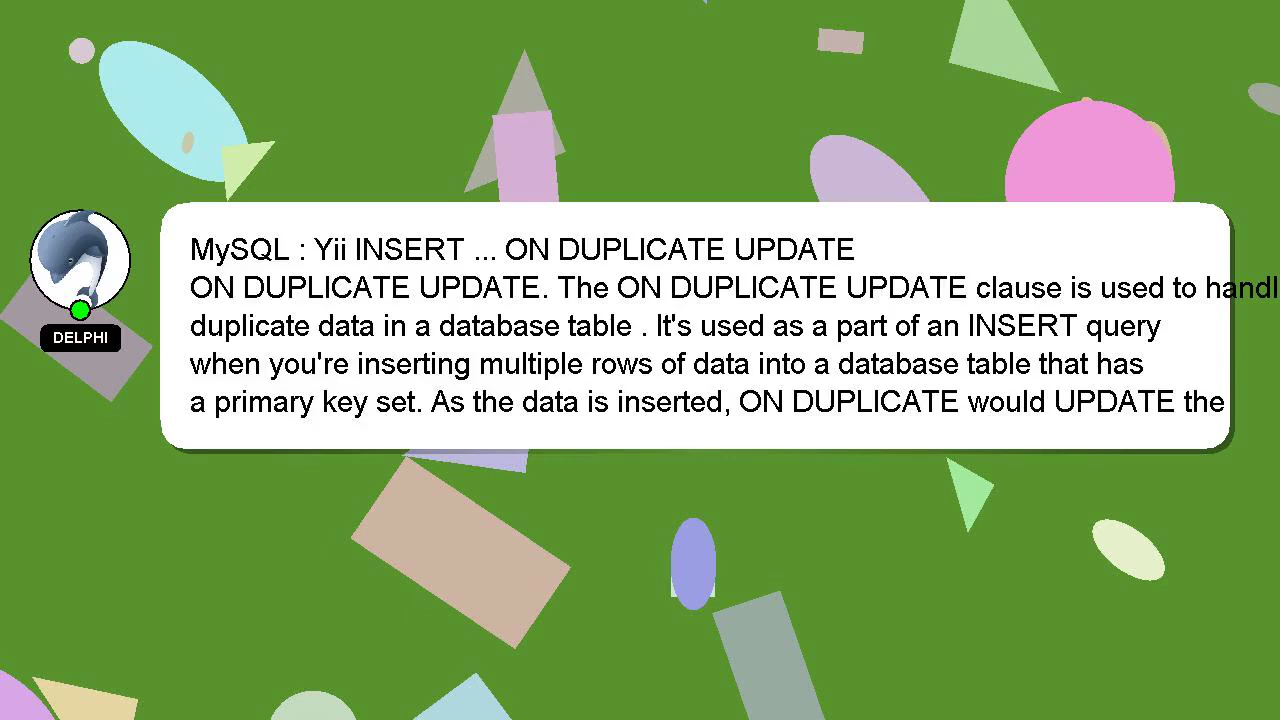 MySQL : Yii INSERT ... ON DUPLICATE UPDATE
ON DUPLICATE UPDATE. The ON DUPLICATE UPDATE clause is used to handl
duplicate data in a database table . It's used as a part of an INSERT query
when you're inserting multiple rows of data into a database table that has
a primary key set. As the data is inserted, ON DUPLICATE would UPDATE the
DELPHI